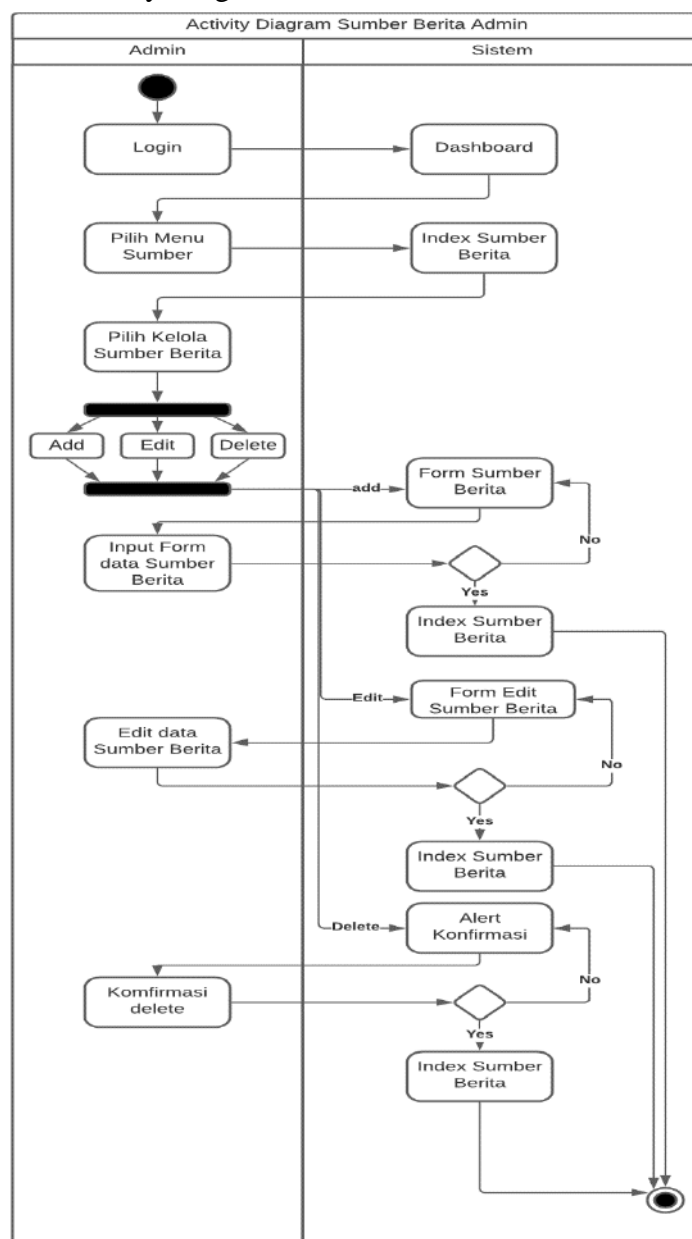 Activity Diagram Sumber Berita Admin
Admin
Sistem
Login
Dashboard
Pilih Menu
Sumber
Index Sumber
Berita
Pilih Kelola
Sumber Berita
Add
Edit
Delete
add
Form Sumber
Berita
Input Form
data Sumber
Berita
No
Yes
Index Sumber
Berita
Edit
Form Edit
Sumber Berita
Edit data
Sumber Berita
No
Yes
Index Sumber
Berita
Delete
Alert
Konfirmasi
Komfirmasi
delete
No
Yes
Index Sumber
Berita